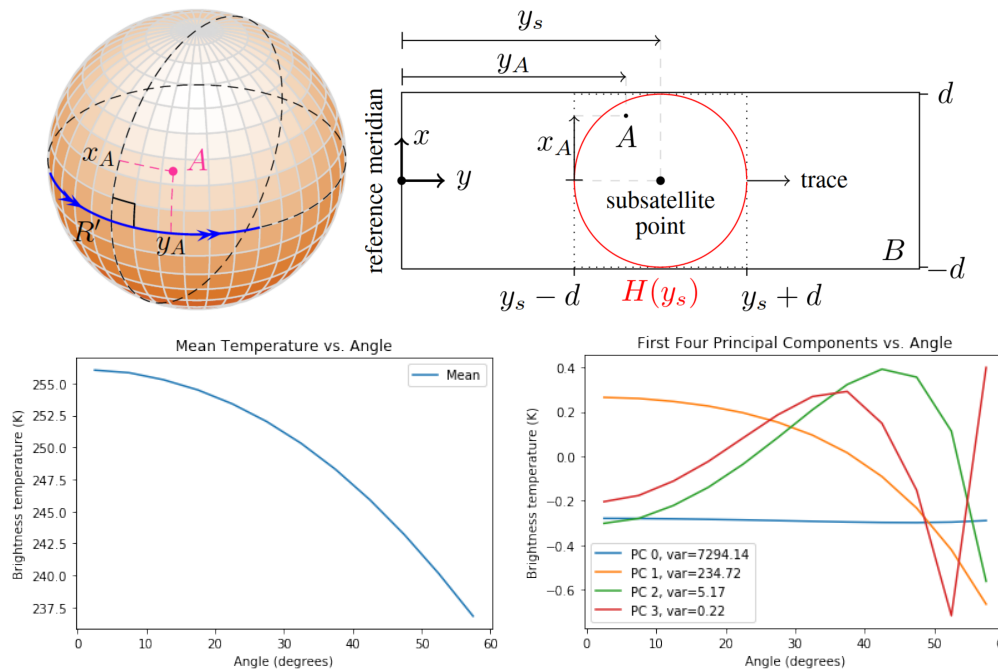 x_A
A
R′
y_A
y_s
y_A
reference meridian
x
y
x_A
A
subsatellite
point
trace
d
B
−d
y_s − d
H(y_s)
y_s + d
Mean Temperature vs. Angle
Mean
Brightness temperature (K)
255.0
252.5
250.0
247.5
245.0
242.5
240.0
237.5
0 10 20 30 40 50 60
Angle (degrees)
First Four Principal Components vs. Angle
Brightness temperature (K)
0.4
0.2
0.0
−0.2
−0.4
−0.6
PC 0, var=7294.14
PC 1, var=234.72
PC 2, var=5.17
PC 3, var=0.22
0 10 20 30 40 50 60
Angle (degrees)